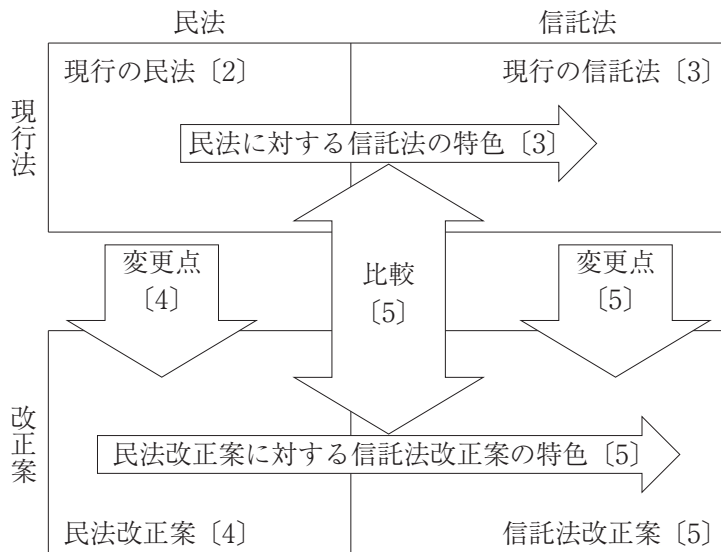 民法
信託法
現行法
現行の民法〔2〕
現行の信託法〔3〕
民法に対する信託法の特色〔3〕
変更点
〔4〕
比較
〔5〕
変更点
〔5〕
改正案
民法改正案に対する信託法改正案の特色〔5〕
民法改正案〔4〕
信託法改正案〔5〕